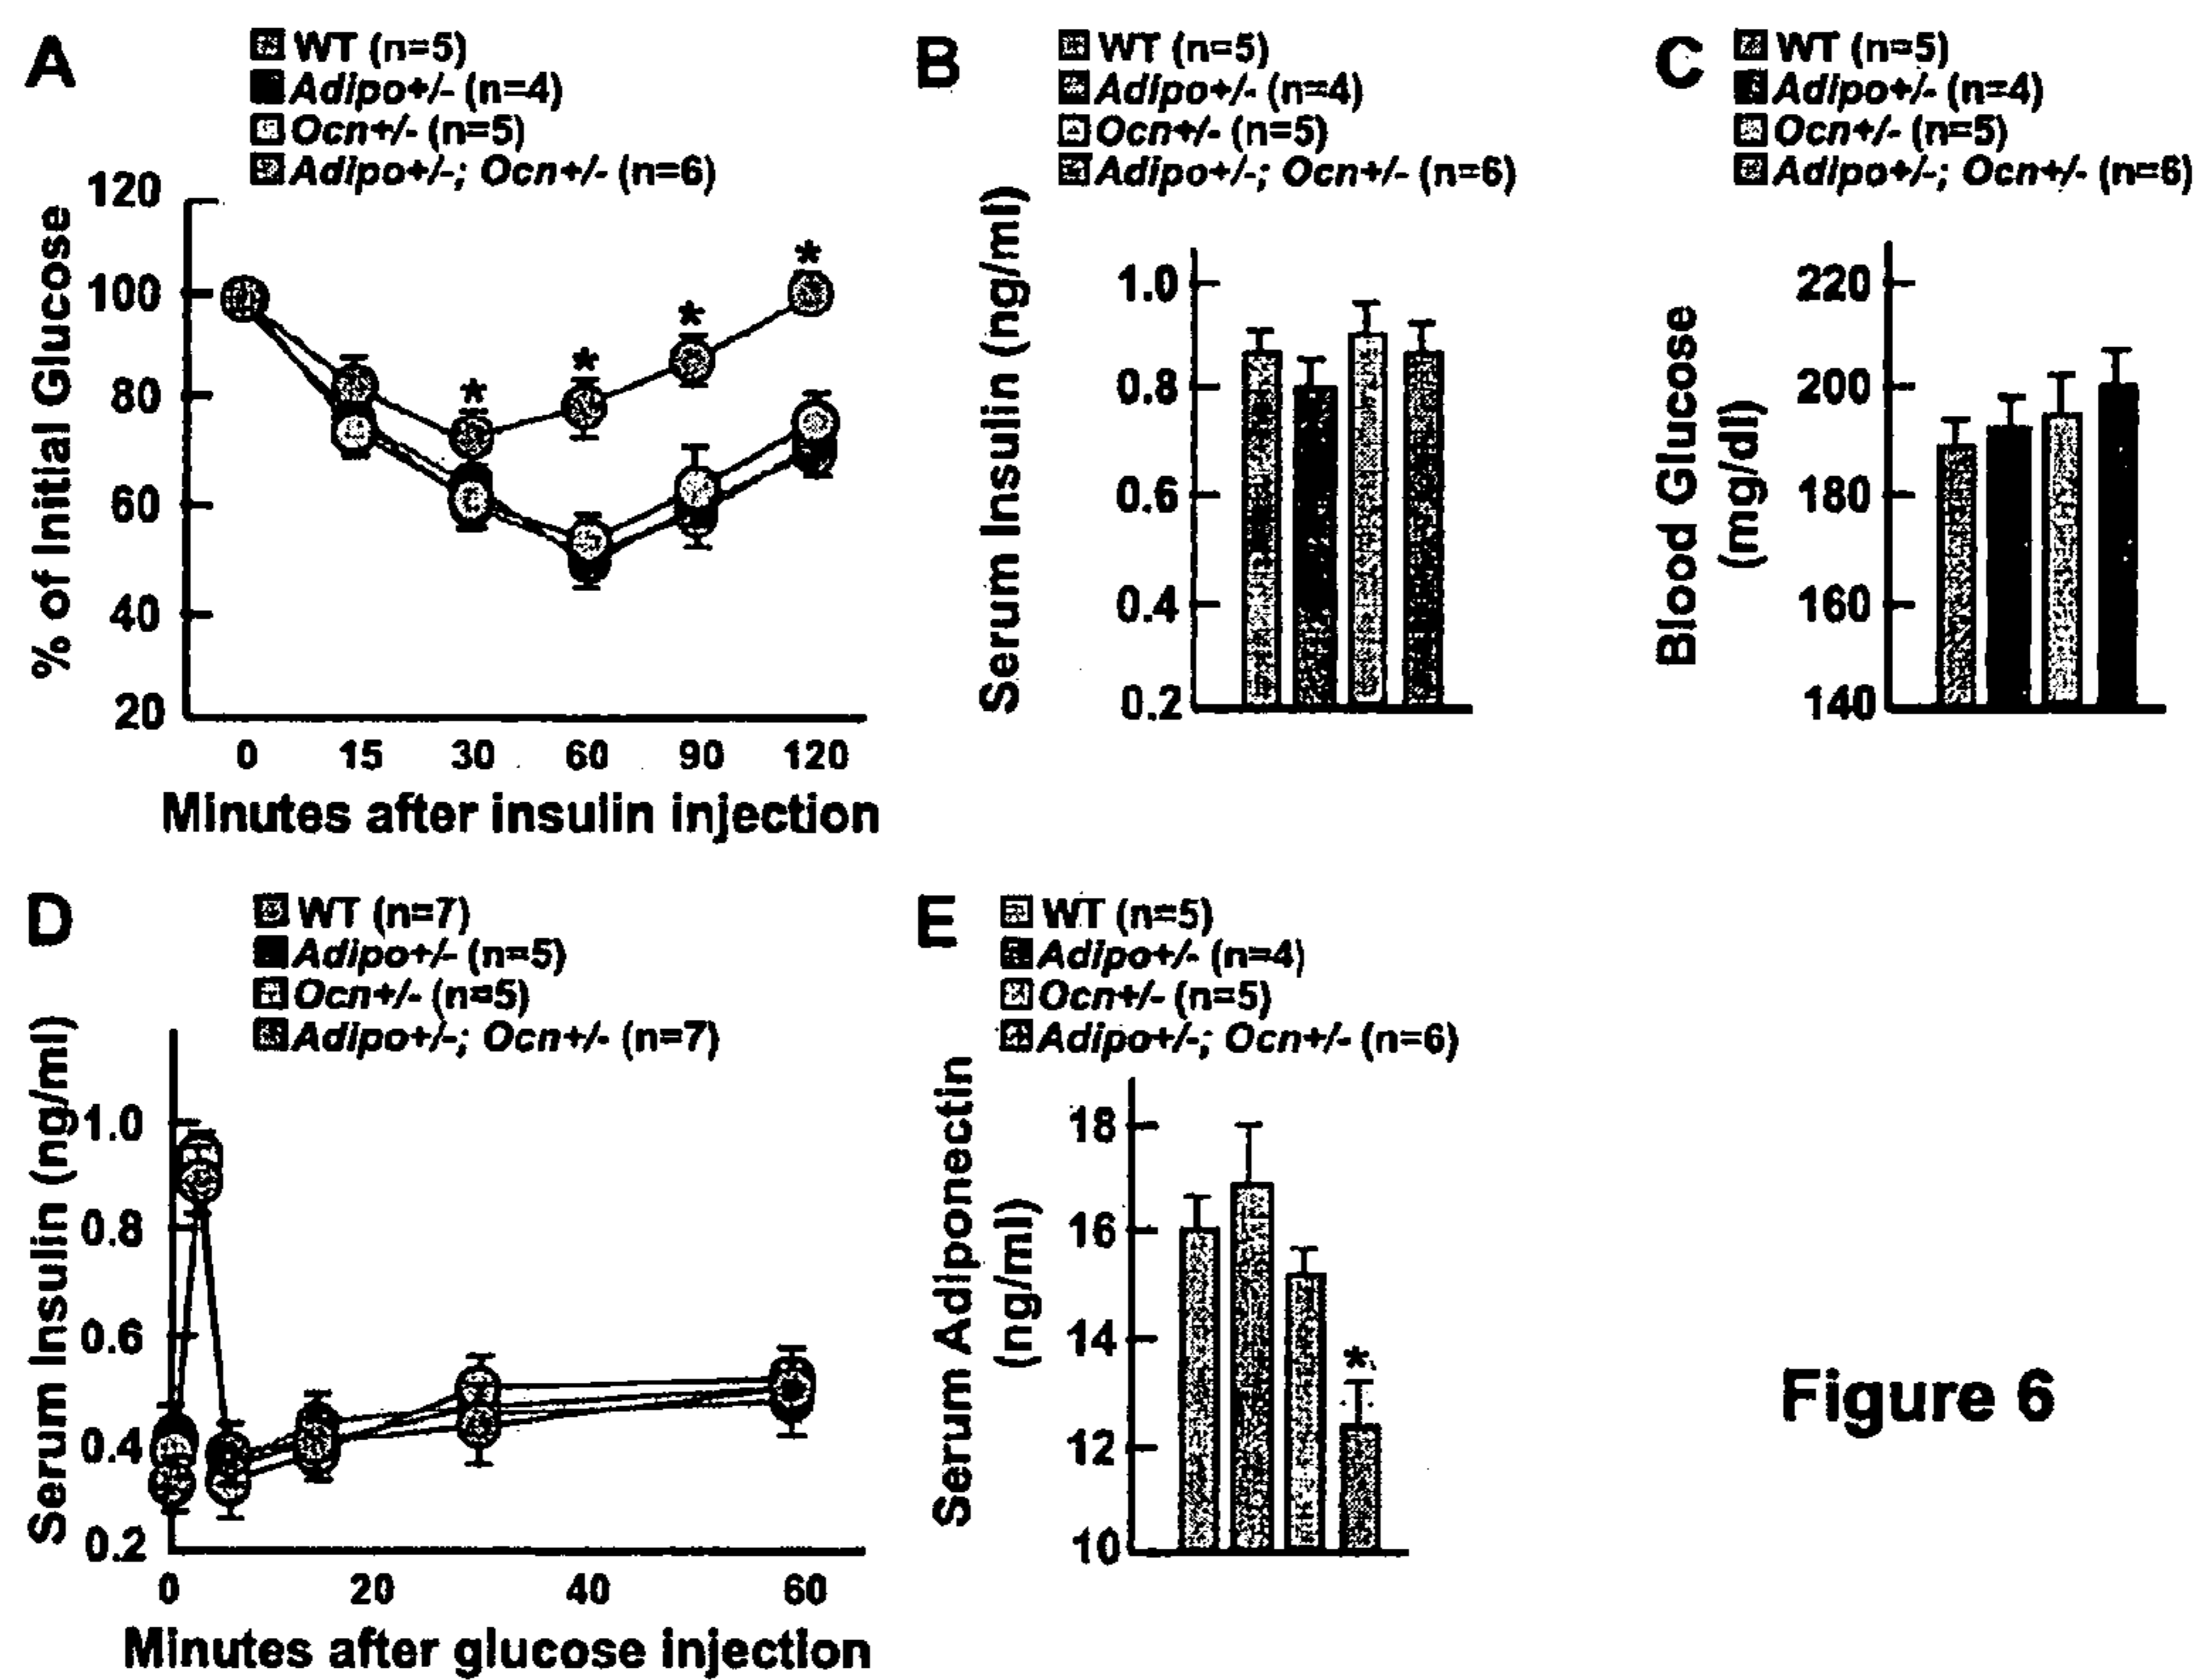 A
WT (n=5)
Adipo+/- (n=4)
Ocn+/- (n=5)
Adipo+/-; Ocn+/- (n=6)
% of Initial Glucose
120
100
80
60
40
20
*
*
*
*
0 15 30 60 90 120
Minutes after insulin injection
B
WT (n=5)
Adipo+/- (n=4)
Ocn+/- (n=5)
Adipo+/-; Ocn+/- (n=6)
Serum Insulin (ng/ml)
1.0
0.8
0.6
0.4
0.2
C
WT (n=5)
Adipo+/- (n=4)
Ocn+/- (n=5)
Adipo+/-; Ocn+/- (n=6)
Blood Glucose
(mg/dl)
220
200
180
160
140
D
WT (n=7)
Adipo+/- (n=5)
Ocn+/- (n=5)
Adipo+/-; Ocn+/- (n=7)
Serum Insulin (ng/ml)
1.0
0.8
0.6
0.4
0.2
0 20 40 60
Minutes after glucose injection
E
WT (n=5)
Adipo+/- (n=4)
Ocn+/- (n=5)
Adipo+/-; Ocn+/- (n=6)
Serum Adiponectin
(ng/ml)
18
16
14
12
10
*
Figure 6